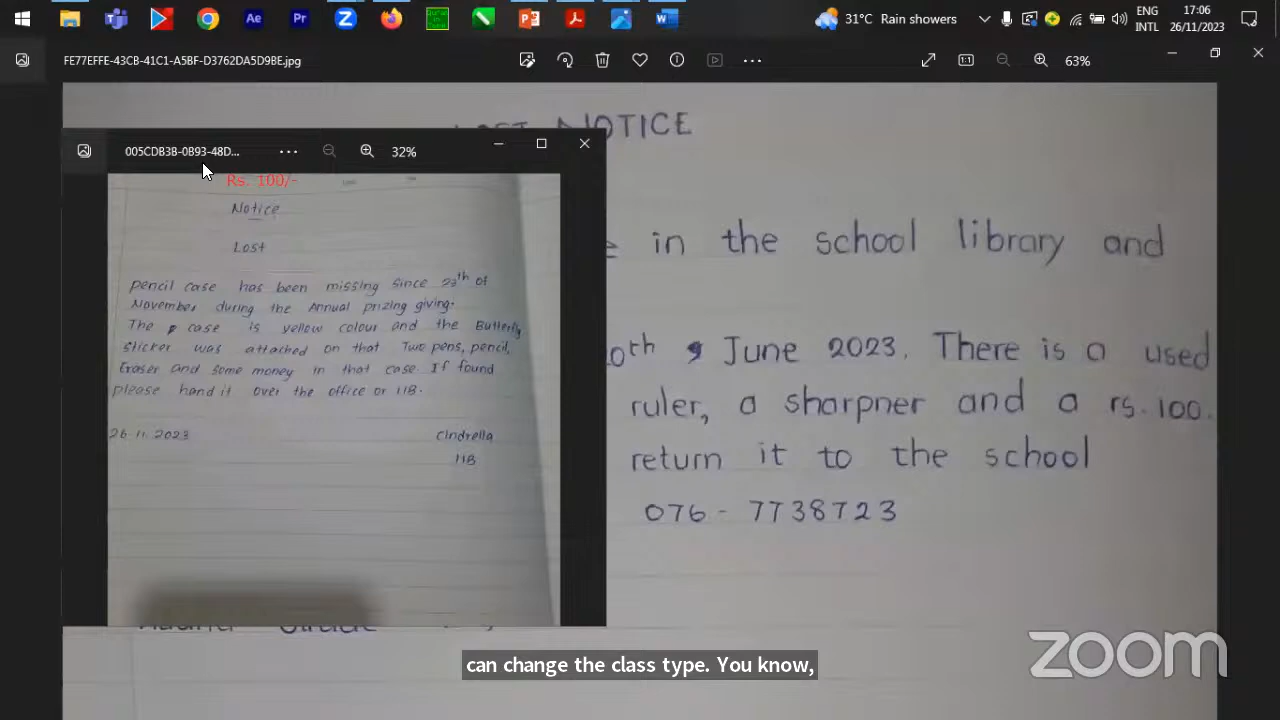 31°C Rain showers
ENG
INTL
17:06
26/11/2023
Ae
Pr
FE77EFFE-43CB-41C1-A5BF-D3762DA5D9BE.jpg
63%
NOTICE
005CDB3B-0B93-48D...
32%
Rs. 100/-
Notice
Lost
pencil case has been missing since 23th of
November during the Annual prizing giving.
The case is yellow colour and the Butterfly
sticker was attached on that Two pens, pencil,
Eraser and some money in that case If found
please hand it over the office or 11B.
26 11 2023
Cindrella
11B
in the school library and
0th, June 2023. There is a used
ruler, a sharpner and a rs. 100.
return it to the school
076 - 7738723
can change the class type. You know,
zoom